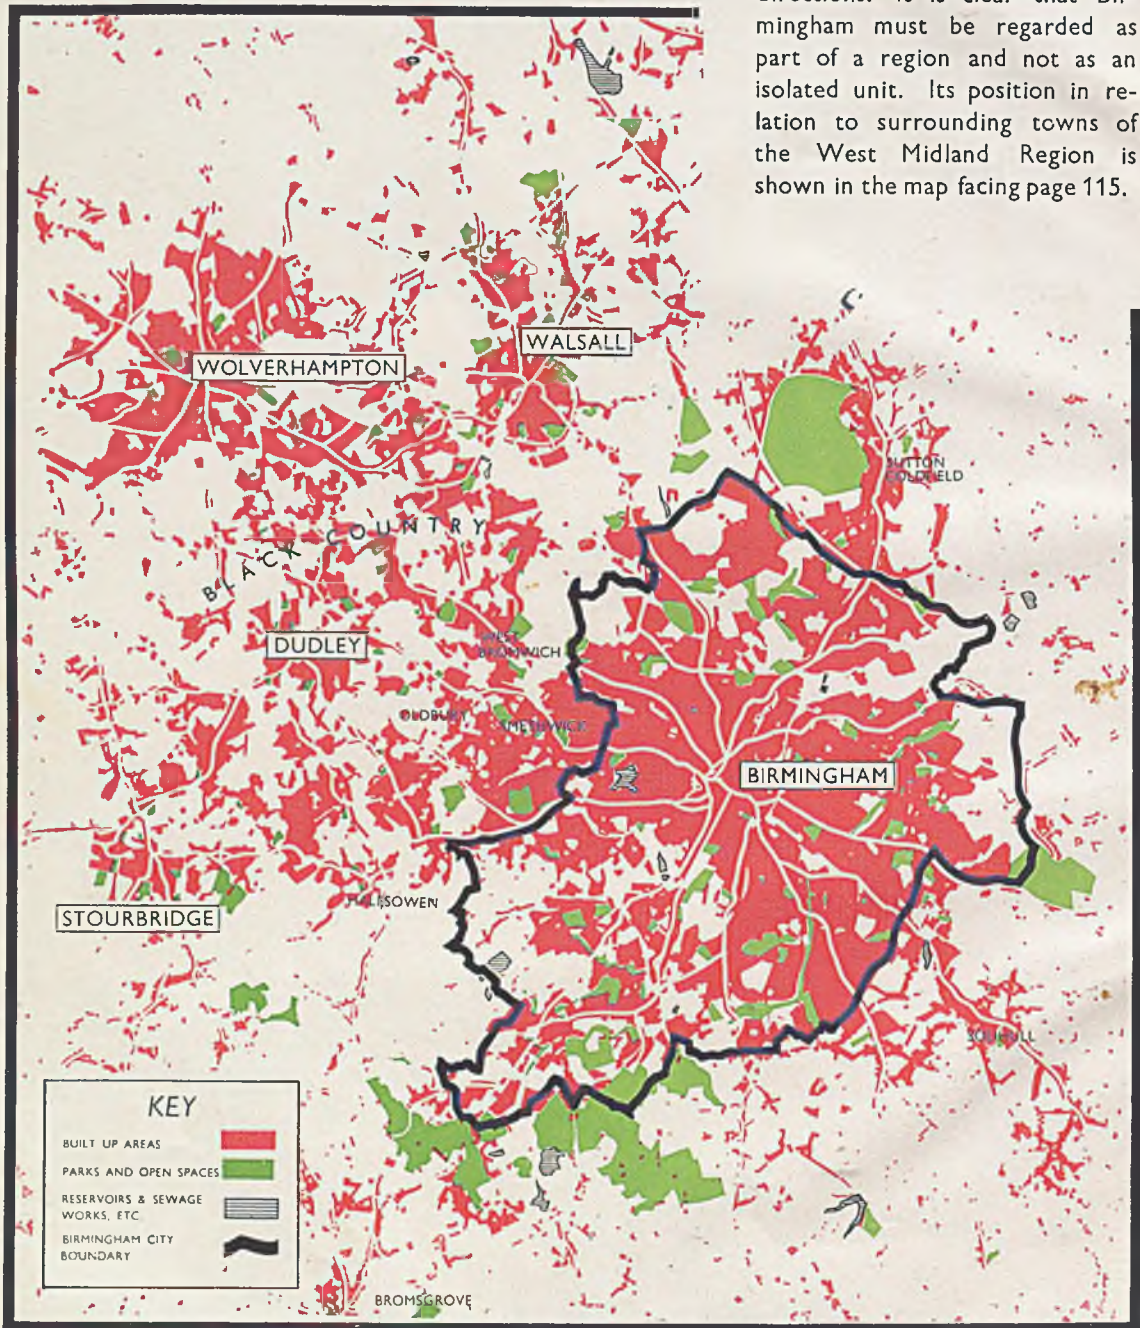 mingham must be regarded as
part of a region and not as an
isolated unit. Its position in re-
lation to surrounding towns of
the West Midland Region is
shown in the map facing page 115.
WALSALL
WOLVERHAMPTON
SUTTON
COLDFIELD
BLACK COUNTRY
DUDLEY
WEST
BROMWICH
OLDBURY
SMETHWICK
BIRMINGHAM
HALESOWEN
STOURBRIDGE
SOLIHULL
KEY
BUILT UP AREAS
PARKS AND OPEN SPACES
RESERVOIRS & SEWAGE
WORKS, ETC
BIRMINGHAM CITY
BOUNDARY
BROMSGROVE